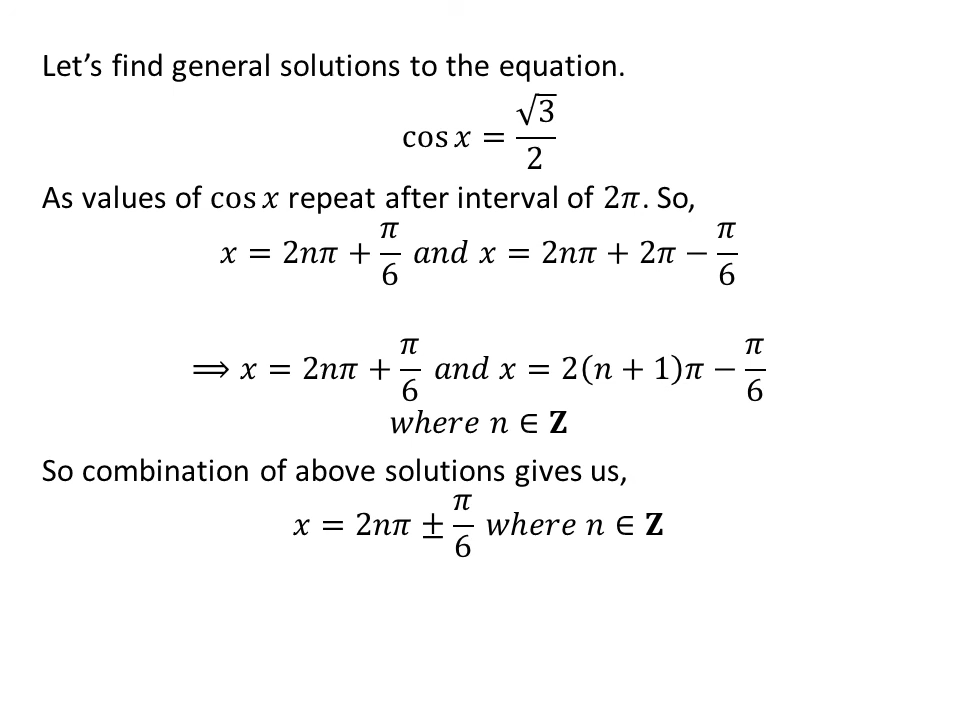 Let’s find general solutions to the equation.
cos 𝑥 = √3/2
As values of cos 𝑥 repeat after interval of 2𝜋. So,
𝑥 = 2𝑛𝜋 + 𝜋/6 𝑎𝑛𝑑 𝑥 = 2𝑛𝜋 + 2𝜋 − 𝜋/6
⟹ 𝑥 = 2𝑛𝜋 + 𝜋/6 𝑎𝑛𝑑 𝑥 = 2(𝑛 + 1)𝜋 − 𝜋/6
𝑤ℎ𝑒𝑟𝑒 𝑛 ∈ 𝐙
So combination of above solutions gives us,
𝑥 = 2𝑛𝜋 ± 𝜋/6 𝑤ℎ𝑒𝑟𝑒 𝑛 ∈ 𝐙